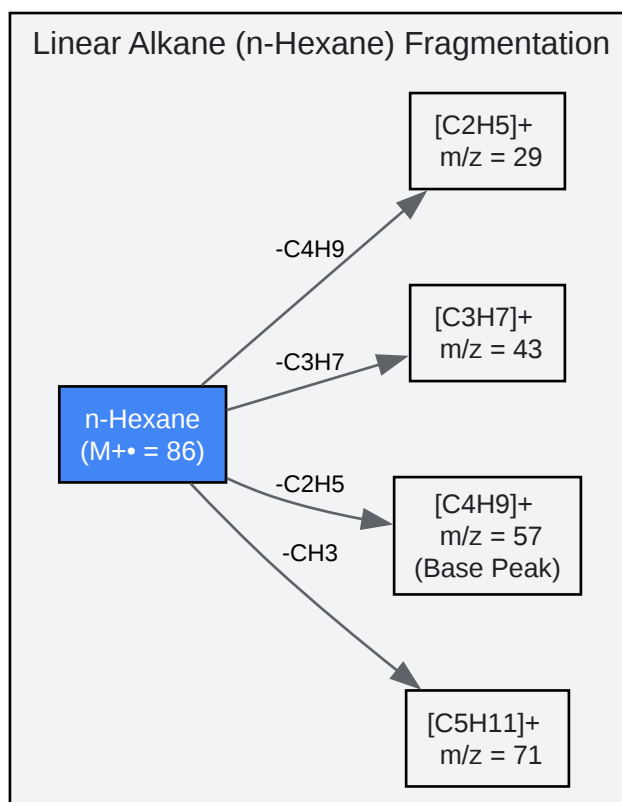 Linear Alkane (n-Hexane) Fragmentation
[C2H5]+
m/z = 29
-C4H9
[C3H7]+
m/z = 43
-C3H7
n-Hexane
(M+• = 86)
-C2H5
[C4H9]+
m/z = 57
(Base Peak)
-CH3
[C5H11]+
m/z = 71